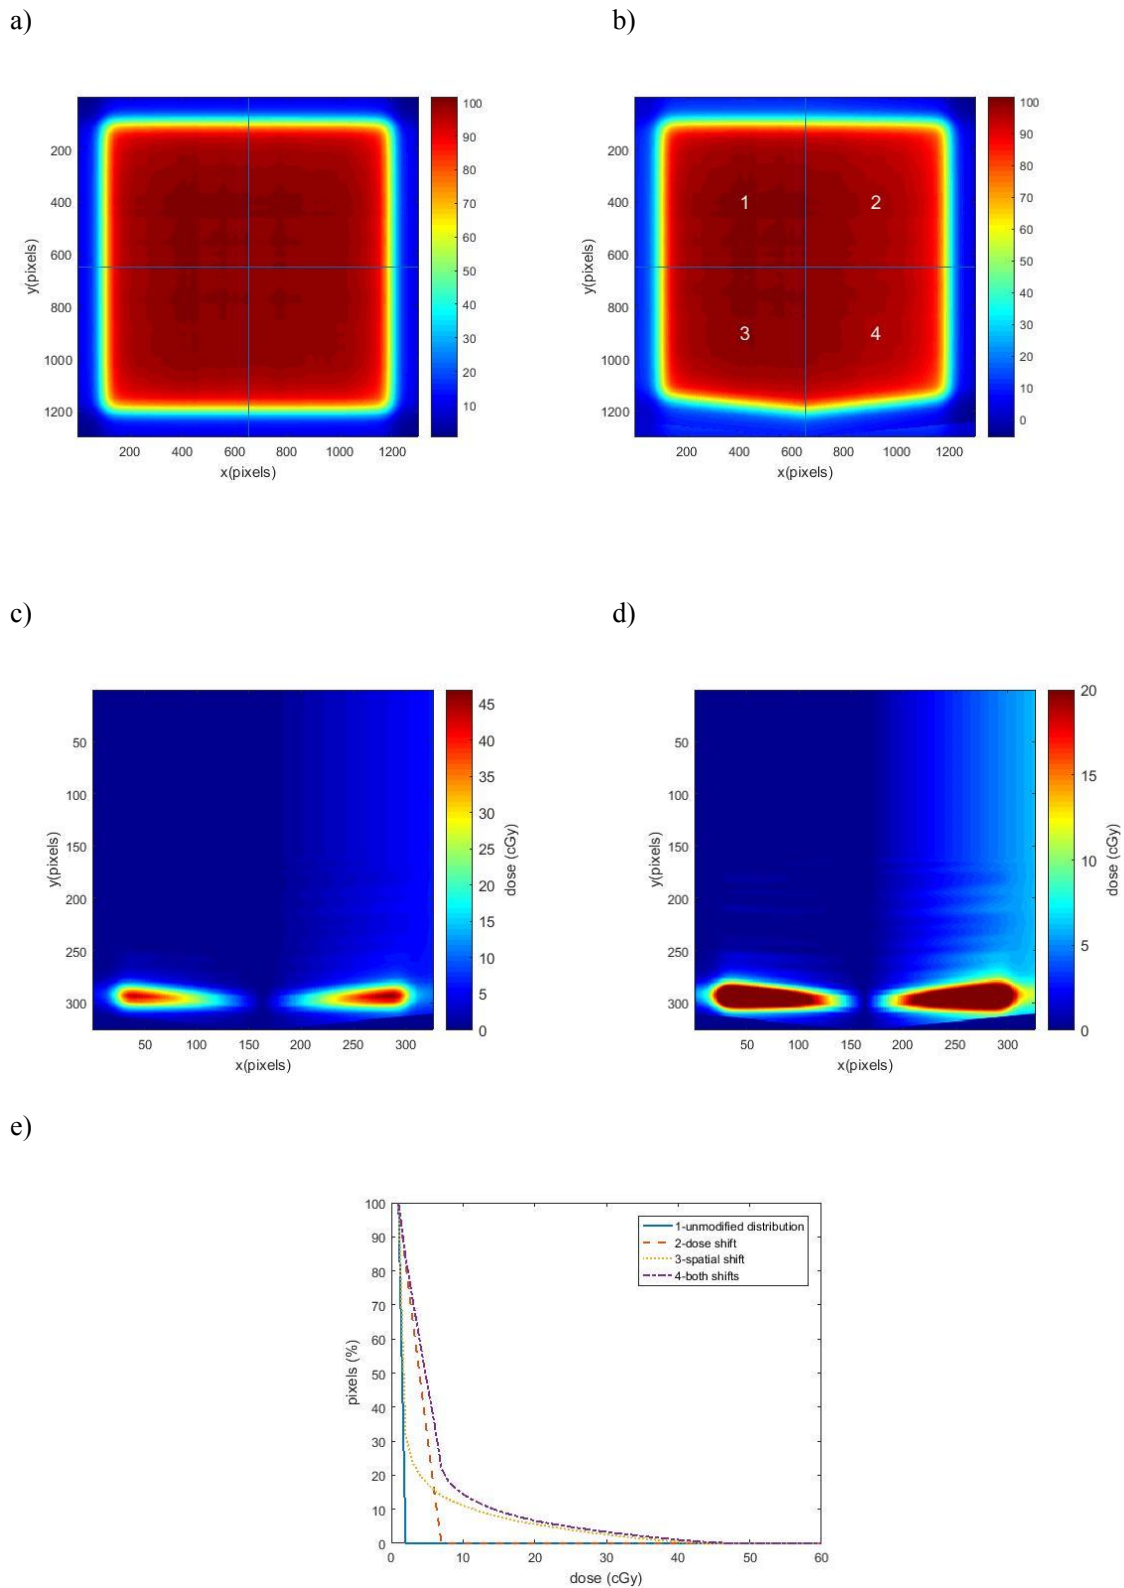 a)
b)
200
400
600
800
1000
1200
y(pixels)
200 400 600 800 1000 1200
x(pixels)
100
90
80
70
60
50
40
30
20
10
200
400
600
800
1000
1200
y(pixels)
1 2
3 4
200 400 600 800 1000 1200
x(pixels)
100
90
80
70
60
50
40
30
20
10
0
c)
d)
50
100
150
200
250
300
y(pixels)
50 100 150 200 250 300
x(pixels)
45
40
35
30
25
20
15
10
5
0
dose (cGy)
50
100
150
200
250
300
y(pixels)
50 100 150 200 250 300
x(pixels)
20
15
10
5
0
dose (cGy)
e)
100
90
80
70
60
50
40
30
20
10
0
pixels (%)
1-unmodified distribution
2-dose shift
3-spatial shift
4-both shifts
0 10 20 30 40 50 60
dose (cGy)